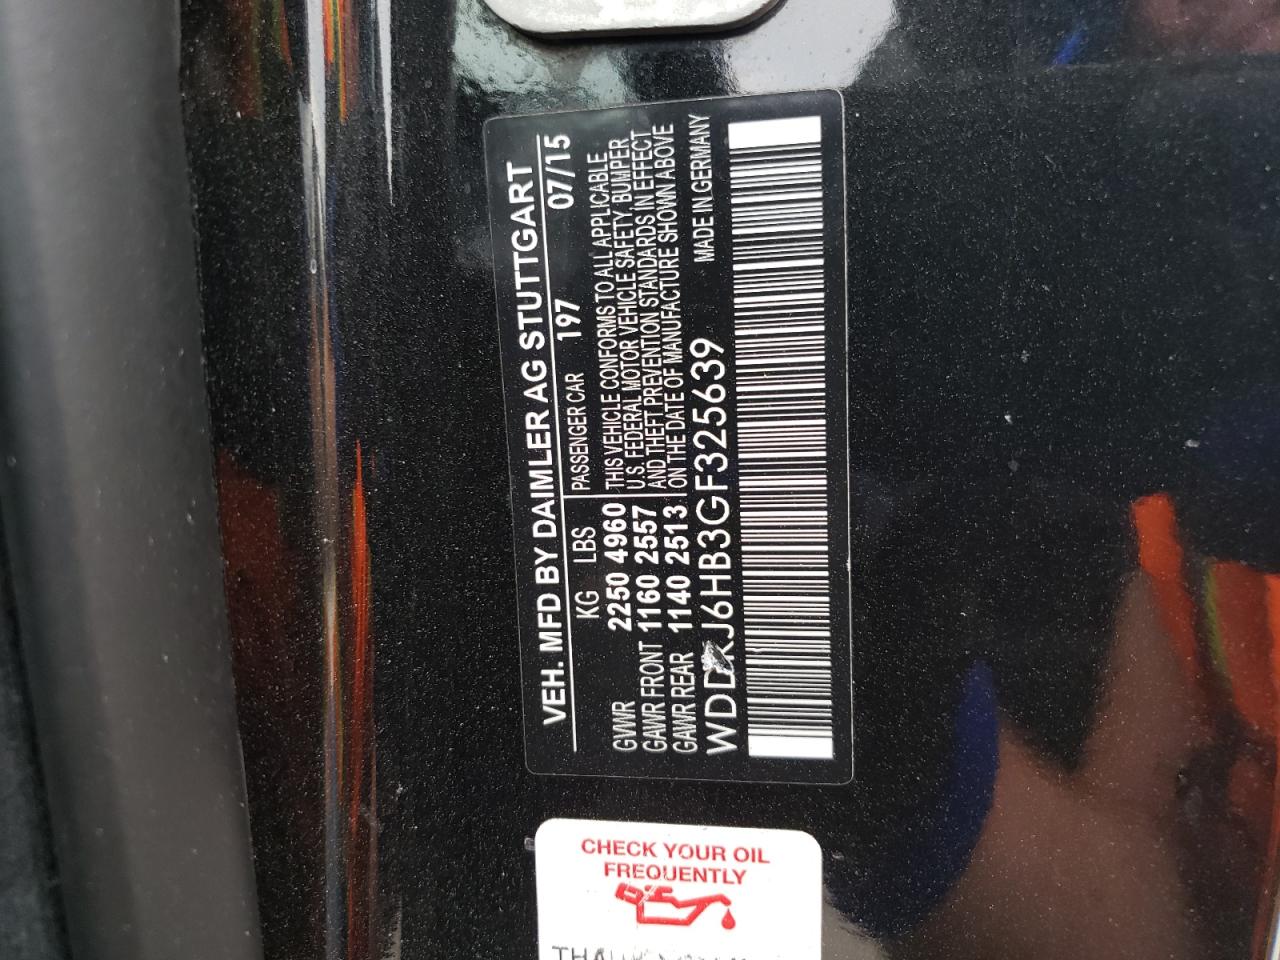 VEH. MFD BY DAIMLER AG STUTTGART
KG LBS PASSENGER CAR 197 07/15
GVWR 2250 4960 THIS VEHICLE CONFORMS TO ALL APPLICABLE
GAWR FRONT 1160 2557 U.S. FEDERAL MOTOR VEHICLE SAFETY, BUMPER
AND THEFT PREVENTION STANDARDS IN EFFECT
GAWR REAR 1140 2513 ON THE DATE OF MANUFACTURE SHOWN ABOVE
WDDKJ6HB3GF325639 MADE IN GERMANY
CHECK YOUR OIL
FREQUENTLY